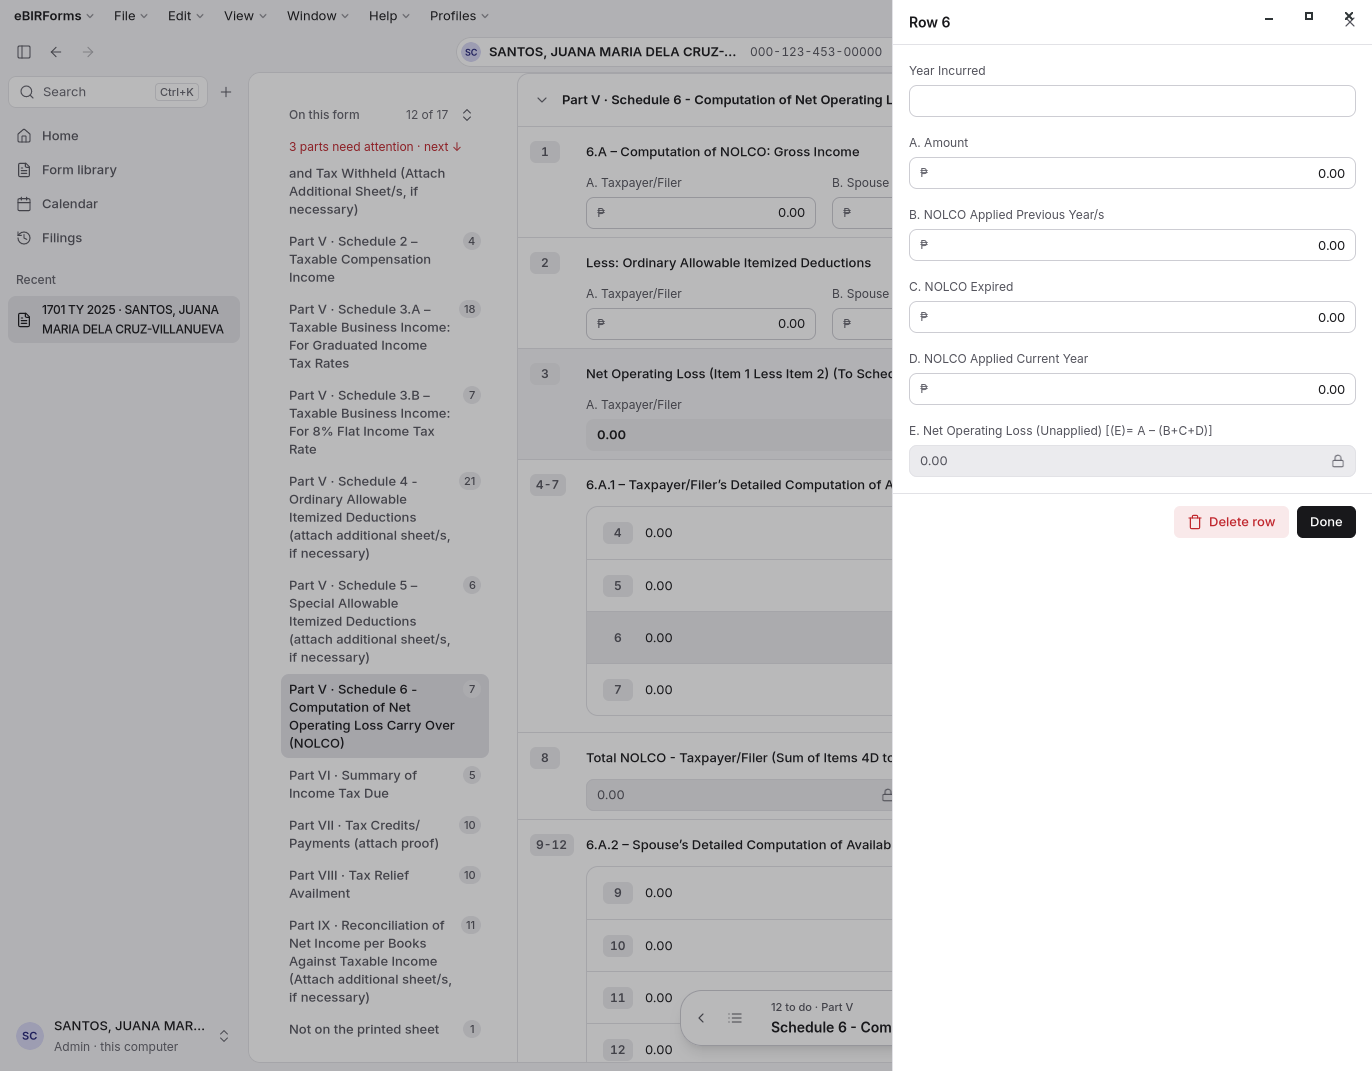 eBIRForms File Edit View Window Help Profiles
SC SANTOS, JUANA MARIA DELA CRUZ-... 000-123-453-00000
Search Ctrl+K
Home
Form library
Calendar
Filings
Recent
1701 TY 2025 · SANTOS, JUANA
MARIA DELA CRUZ-VILLANUEVA
SC SANTOS, JUANA MAR...
Admin · this computer
On this form 12 of 17
3 parts need attention · next ↓
and Tax Withheld (Attach
Additional Sheet/s, if
necessary)
Part V · Schedule 2 – 4
Taxable Compensation
Income
Part V · Schedule 3.A – 18
Taxable Business Income:
For Graduated Income
Tax Rates
Part V · Schedule 3.B – 7
Taxable Business Income:
For 8% Flat Income Tax
Rate
Part V · Schedule 4 - 21
Ordinary Allowable
Itemized Deductions
(attach additional sheet/s,
if necessary)
Part V · Schedule 5 – 6
Special Allowable
Itemized Deductions
(attach additional sheet/s,
if necessary)
Part V · Schedule 6 - 7
Computation of Net
Operating Loss Carry Over
(NOLCO)
Part VI · Summary of 5
Income Tax Due
Part VII · Tax Credits/ 10
Payments (attach proof)
Part VIII · Tax Relief 10
Availment
Part IX · Reconciliation of 11
Net Income per Books
Against Taxable Income
(Attach additional sheet/s,
if necessary)
Not on the printed sheet 1
Part V · Schedule 6 - Computation of Net Operating L
1 6.A – Computation of NOLCO: Gross Income
A. Taxpayer/Filer B. Spouse
₱ 0.00 ₱
2 Less: Ordinary Allowable Itemized Deductions
A. Taxpayer/Filer B. Spouse
₱ 0.00 ₱
3 Net Operating Loss (Item 1 Less Item 2) (To Sched
A. Taxpayer/Filer
0.00
4-7 6.A.1 – Taxpayer/Filer's Detailed Computation of A
4 0.00
5 0.00
6 0.00
7 0.00
8 Total NOLCO - Taxpayer/Filer (Sum of Items 4D to
0.00
9-12 6.A.2 – Spouse's Detailed Computation of Availab
9 0.00
10 0.00
11 0.00
12 0.00
12 to do · Part V
Schedule 6 - Com
Row 6
Year Incurred
A. Amount
₱ 0.00
B. NOLCO Applied Previous Year/s
₱ 0.00
C. NOLCO Expired
₱ 0.00
D. NOLCO Applied Current Year
₱ 0.00
E. Net Operating Loss (Unapplied) [(E)= A – (B+C+D)]
0.00
Delete row Done